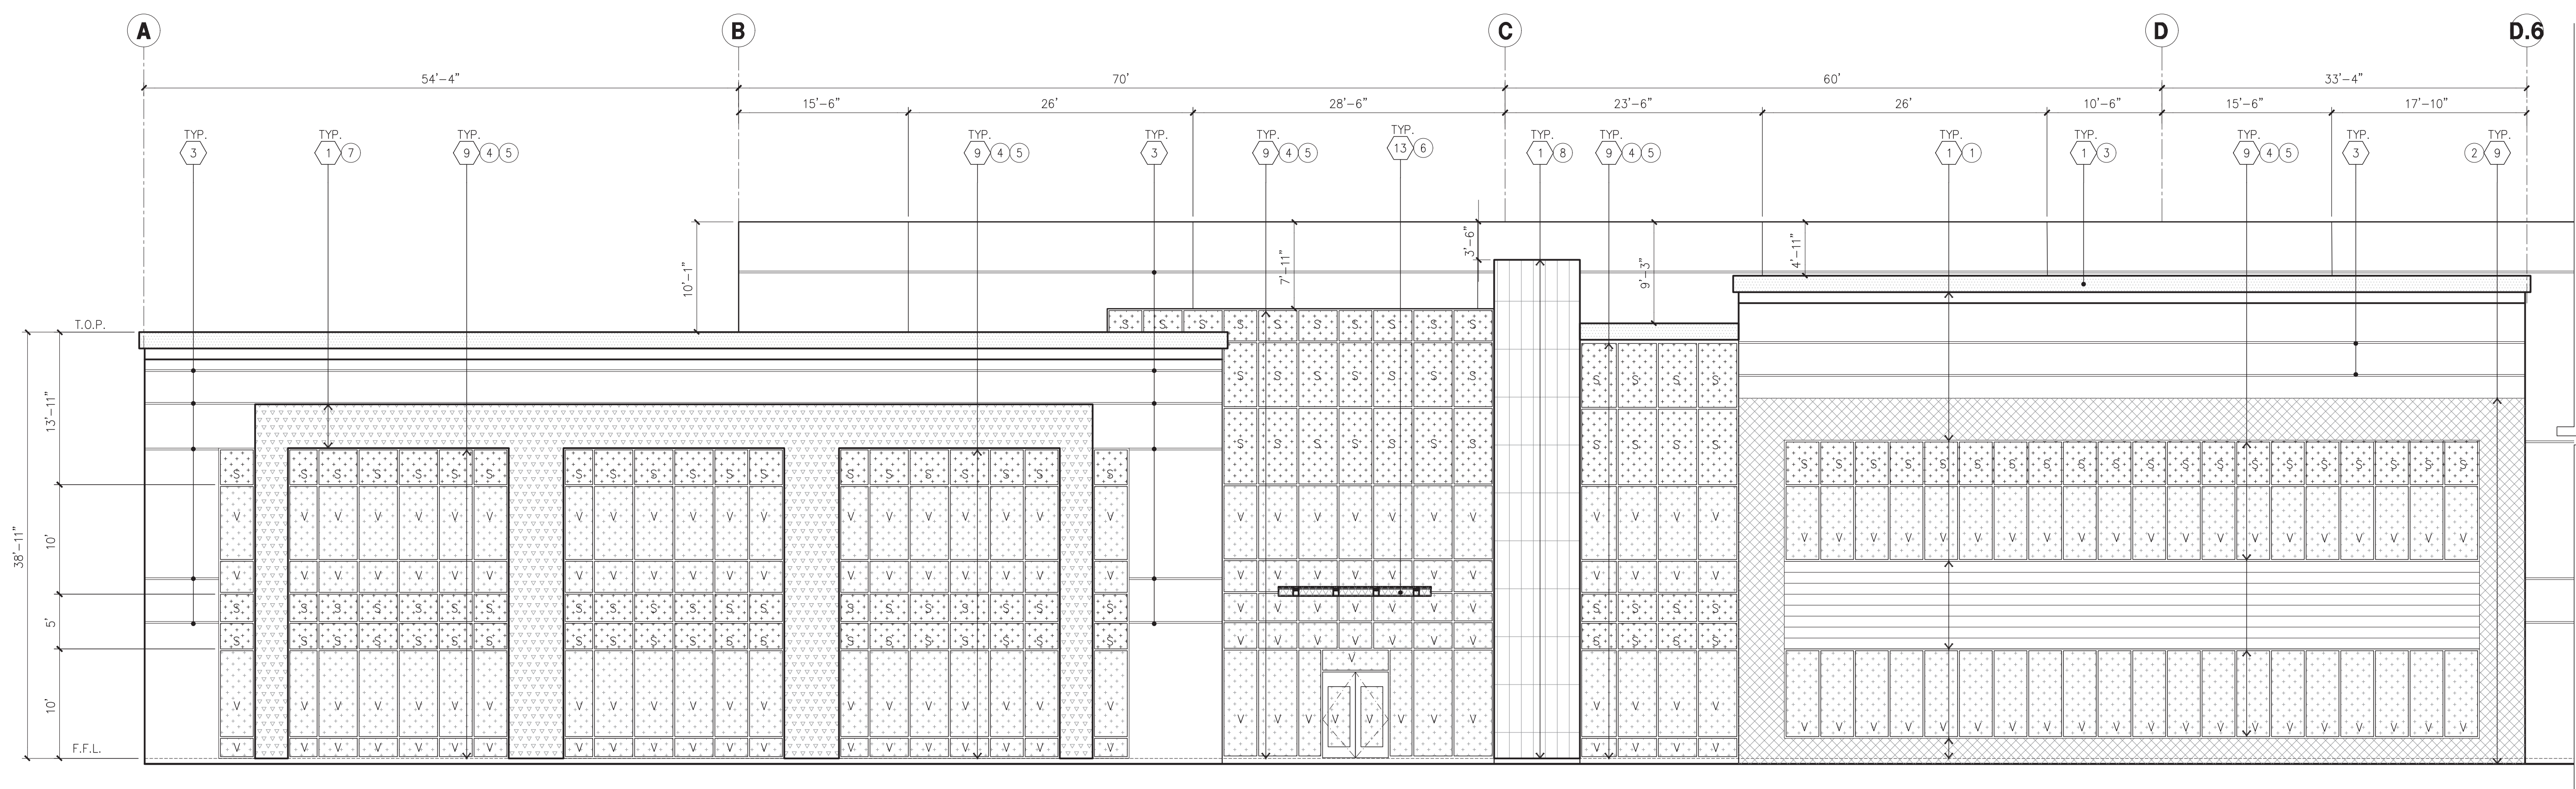 A B C D D.6
54'-4" 70' 60' 33'-4"
15'-6" 26' 28'-6" 23'-6" 26' 10'-6" 15'-6" 17'-10"
TYP. TYP. TYP. TYP. TYP. TYP. TYP. TYP. TYP. TYP. TYP. TYP. TYP. TYP.
3 1 7 9 4 5 9 4 5 3 9 4 5 13 6 1 8 9 4 5 1 1 1 3 9 4 5 3 2 9
10'-1" 7'-11" 3'-6" 9'-3" 4'-11"
T.O.P.
S S S S S S S S S S
S S S S S S S S S S S
S S S S S S S S S S S
13'-11"
S S S S S S S S S S S S S S S S S S S S
S S S S S S S S S S S S S S S S S S S S
V V V V V V V V V V V V V V V V V V V V V V V V V V V V V V V
38'-11"
10'
V V V V V V V V V V V V V V V V V V V V
V V V V V V V V V V V V V V V V V V V V V V V V V V V V V V V
S S S S S S S S S S S S S S S S S S S S V V V V V V V S S S S
5'
S S S S S S S S S S S S S S S S S S S S V V V V V V V S S S S
V
10'
V V V V V V V V V V V V V V V V V V V V V V V V V V V V V V V
V V V V V V V V V V V V V V V V V V V V
F.F.L.
V V V V V V V V V V V V V V V V V V V V V V V V